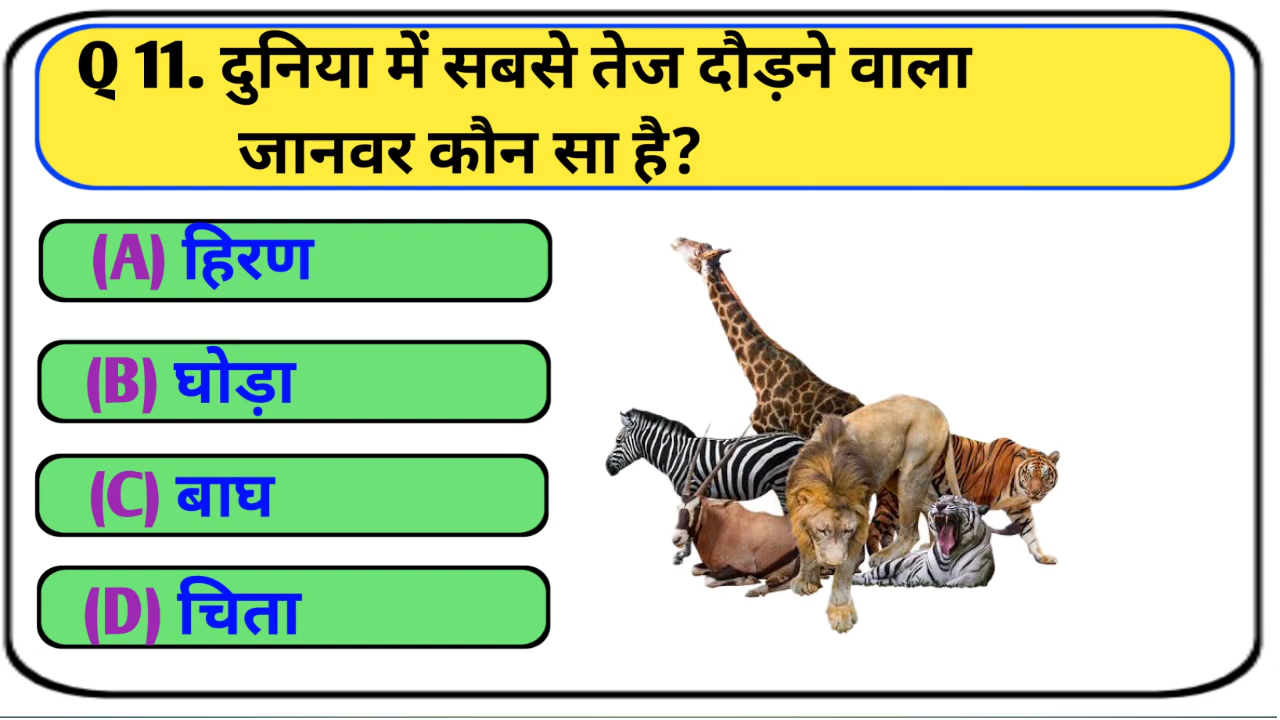 Q 11. दुनिया में सबसे तेज दौड़ने वाला
जानवर कौन सा है?
(A) हिरण
(B) घोड़ा
(C) बाघ
(D) चिता